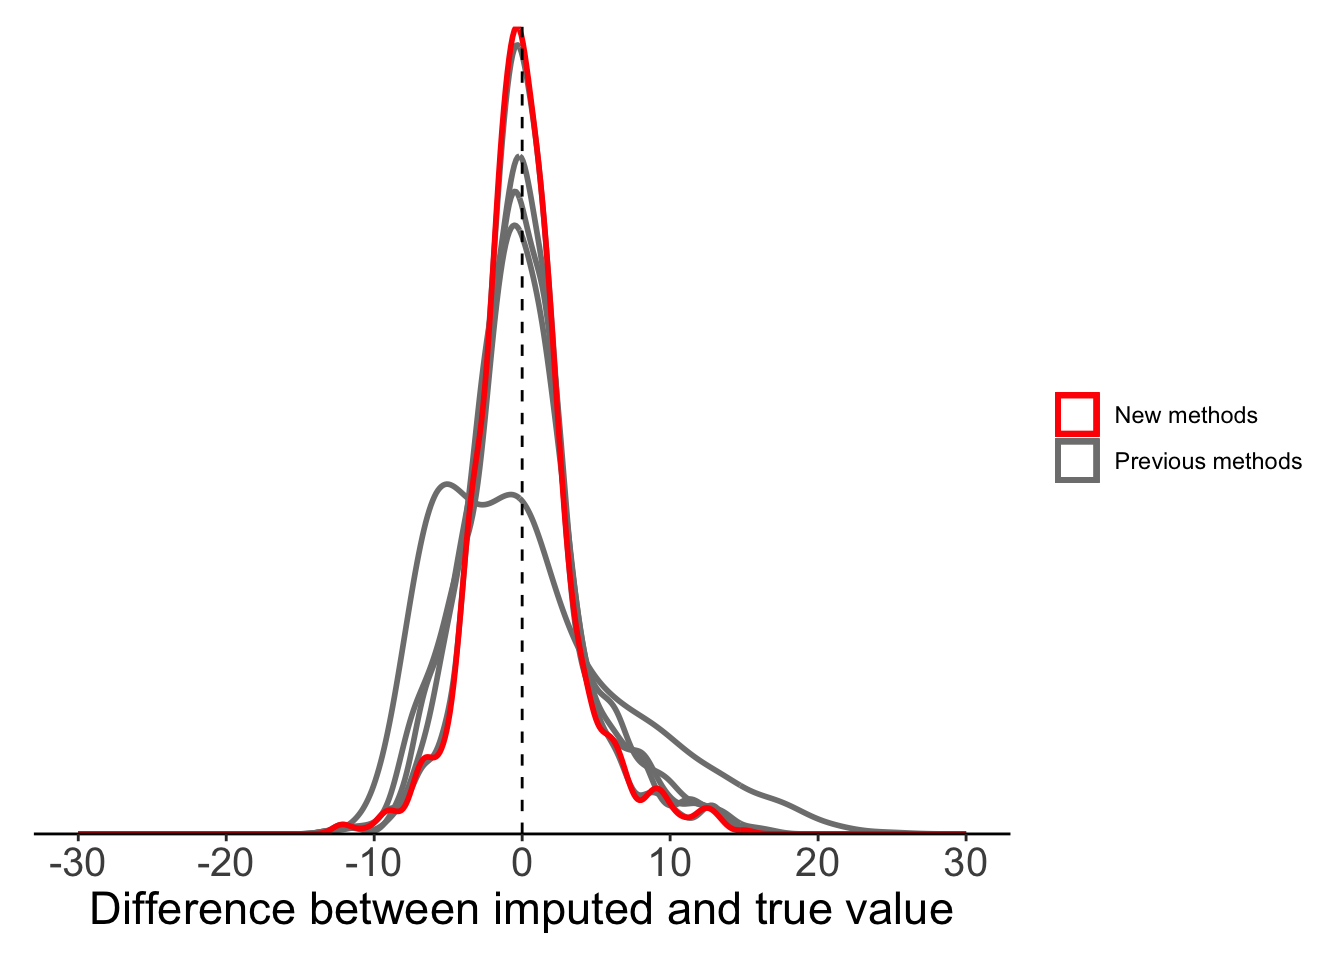 New methods
Previous methods
-30 -20 -10 0 10 20 30
Difference between imputed and true value